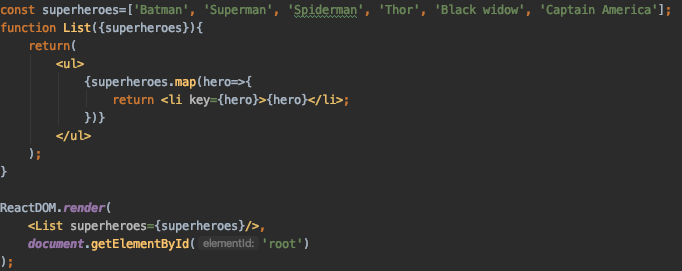 const superheroes=['Batman', 'Superman', 'Spiderman', 'Thor', 'Black widow', 'Captain America'];
function List({superheroes}){
    return(
        <ul>
            {superheroes.map(hero=>{
                return <li key={hero}>{hero}</li>;
            })}
        </ul>
    );
}

ReactDOM.render(
    <List superheroes={superheroes}/>,
    document.getElementById( elementId: 'root')
);